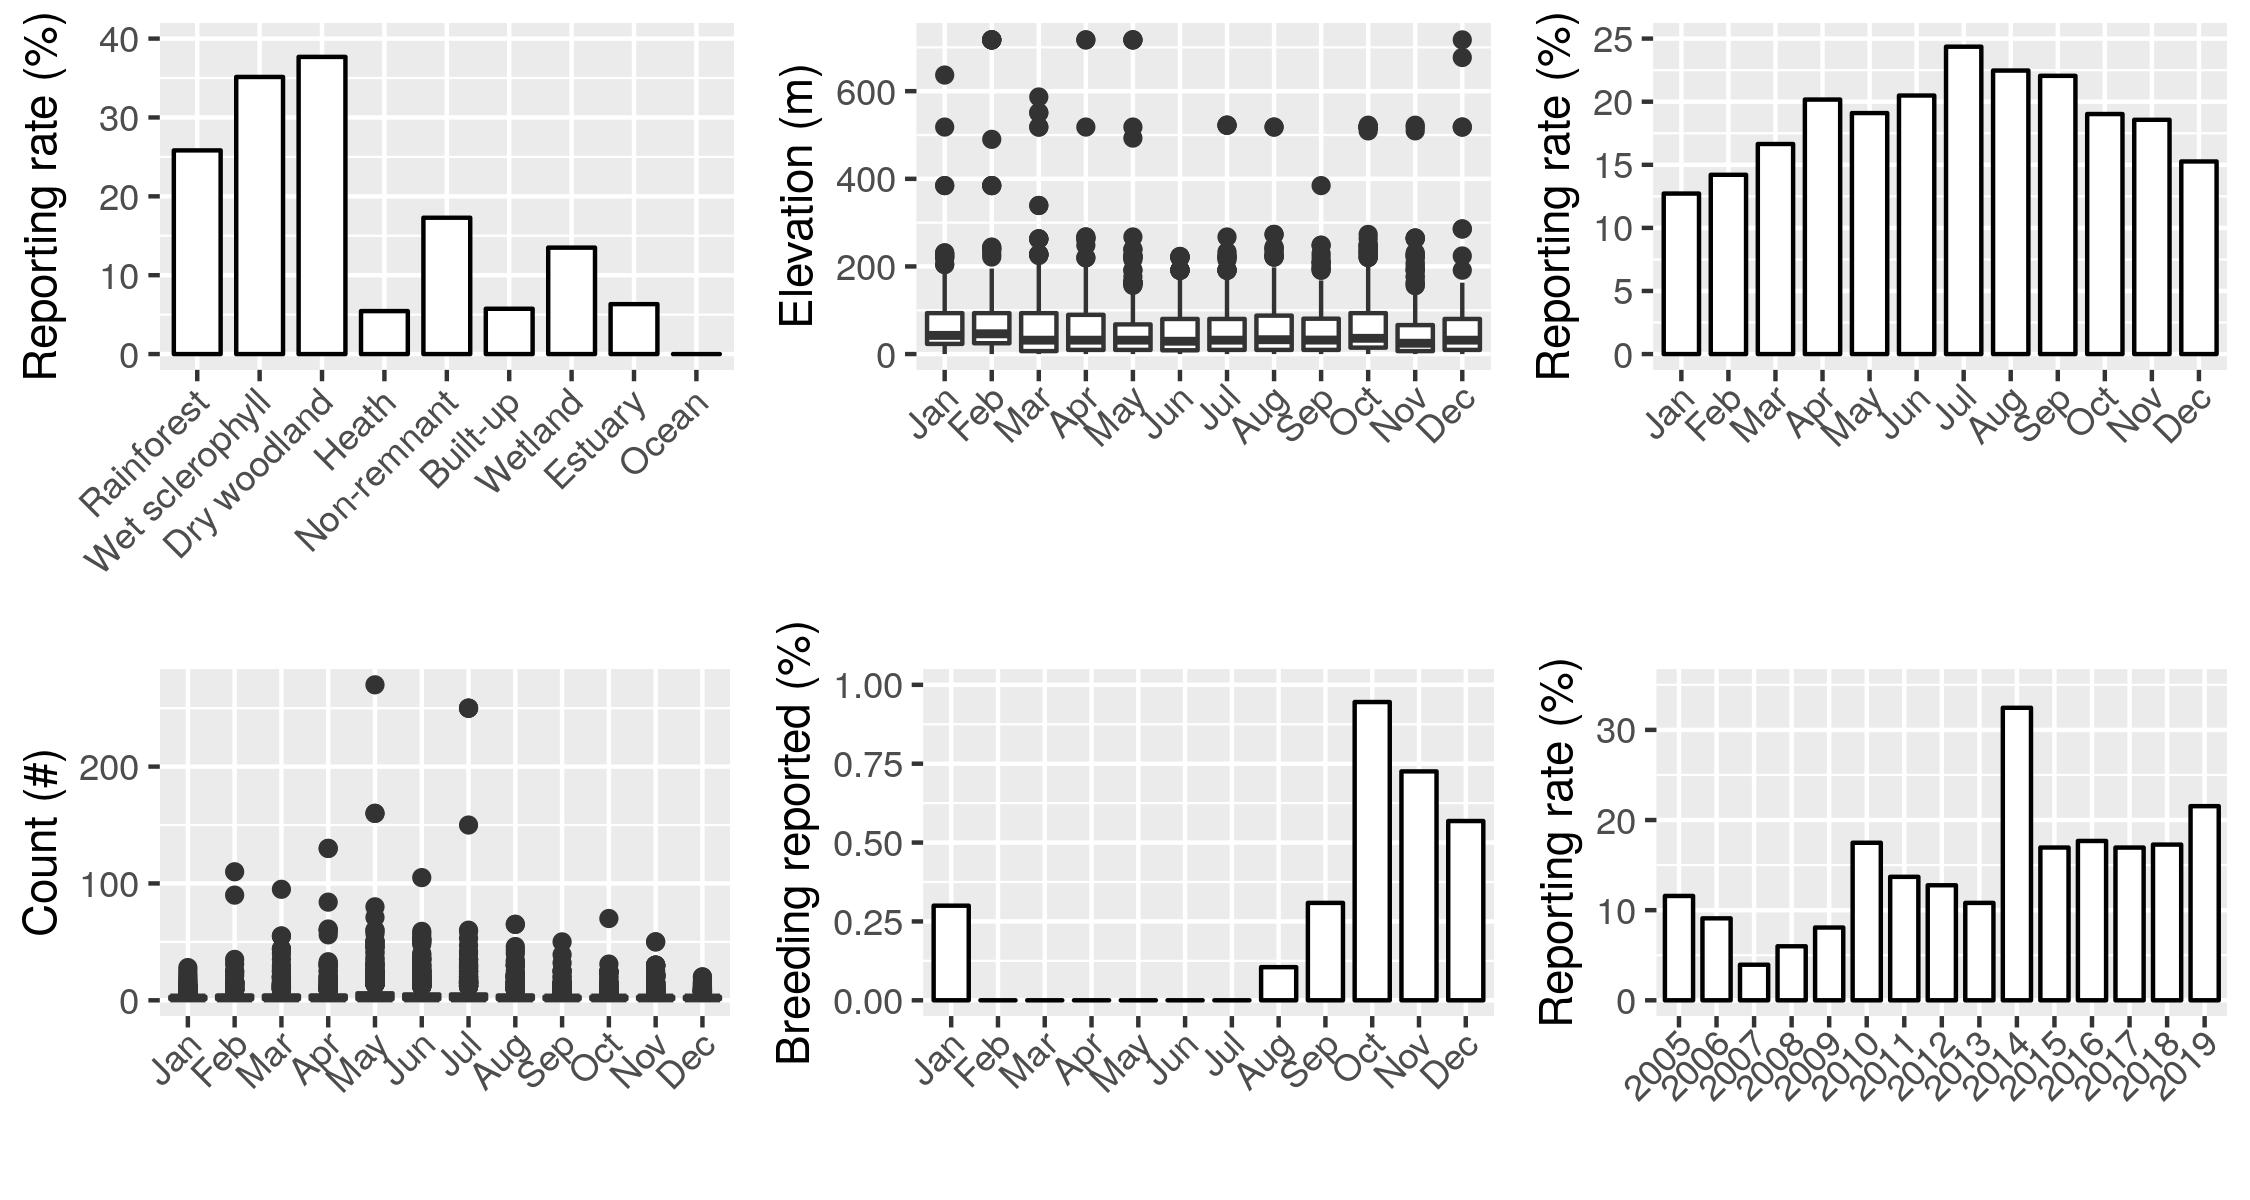 Reporting rate (%)
40
30
20
10
0
Rainforest
Wet sclerophyll
Dry woodland
Heath
Non-remnant
Built-up
Wetland
Estuary
Ocean
Elevation (m)
600
400
200
0
Jan
Feb
Mar
Apr
May
Jun
Jul
Aug
Sep
Oct
Nov
Dec
Reporting rate (%)
25
20
15
10
5
0
Jan
Feb
Mar
Apr
May
Jun
Jul
Aug
Sep
Oct
Nov
Dec
Count (#)
200
100
0
Jan
Feb
Mar
Apr
May
Jun
Jul
Aug
Sep
Oct
Nov
Dec
Breeding reported (%)
1.00
0.75
0.50
0.25
0.00
Jan
Feb
Mar
Apr
May
Jun
Jul
Aug
Sep
Oct
Nov
Dec
Reporting rate (%)
30
20
10
0
2005
2006
2007
2008
2009
2010
2011
2012
2013
2014
2015
2016
2017
2018
2019